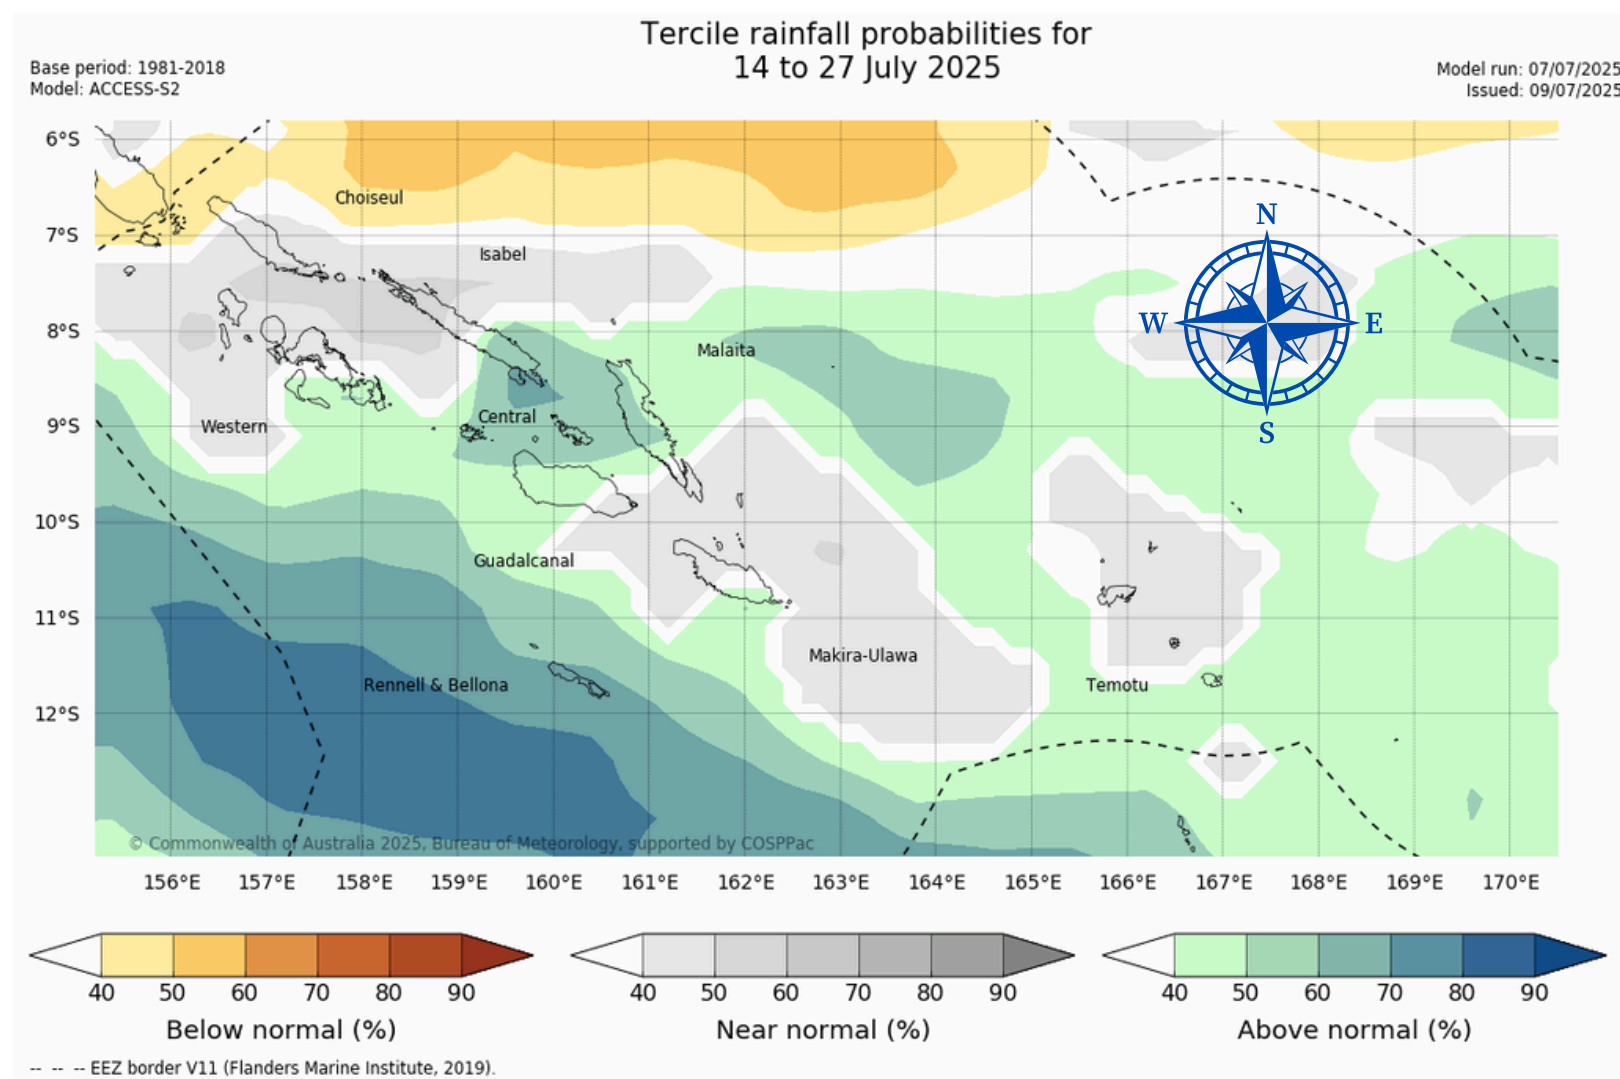 Tercile rainfall probabilities for
14 to 27 July 2025
Base period: 1981-2018
Model: ACCESS-S2
Model run: 07/07/2025
Issued: 09/07/2025
6°S
7°S
8°S
9°S
10°S
11°S
12°S
Choiseul
Isabel
Malaita
Western
Central
Guadalcanal
Makira-Ulawa
Rennell & Bellona
Temotu
N
W
E
S
© Commonwealth of Australia 2025, Bureau of Meteorology, supported by COSPPac
156°E 157°E 158°E 159°E 160°E 161°E 162°E 163°E 164°E 165°E 166°E 167°E 168°E 169°E 170°E
40 50 60 70 80 90
Below normal (%)
40 50 60 70 80 90
Near normal (%)
40 50 60 70 80 90
Above normal (%)
-- -- -- EEZ border V11 (Flanders Marine Institute, 2019).